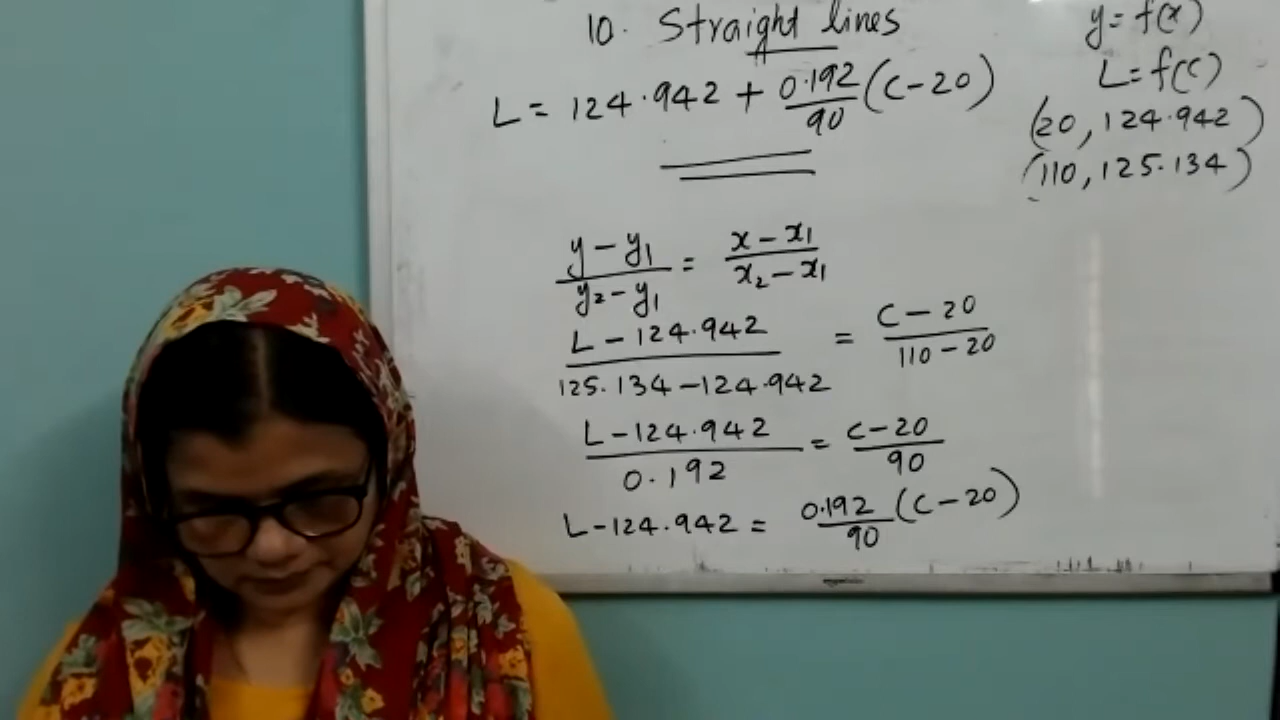 10. Straight lines
L = 124.942 + 0.192/90 (C-20)
y = f(x)
L = f(C)
(20, 124.942)
(110, 125.134)
y - y₁ / y₂ - y₁ = x - x₁ / x₂ - x₁
L - 124.942 / 125.134 - 124.942 = C - 20 / 110 - 20
L - 124.942 / 0.192 = C - 20 / 90
L - 124.942 = 0.192/90 (C - 20)